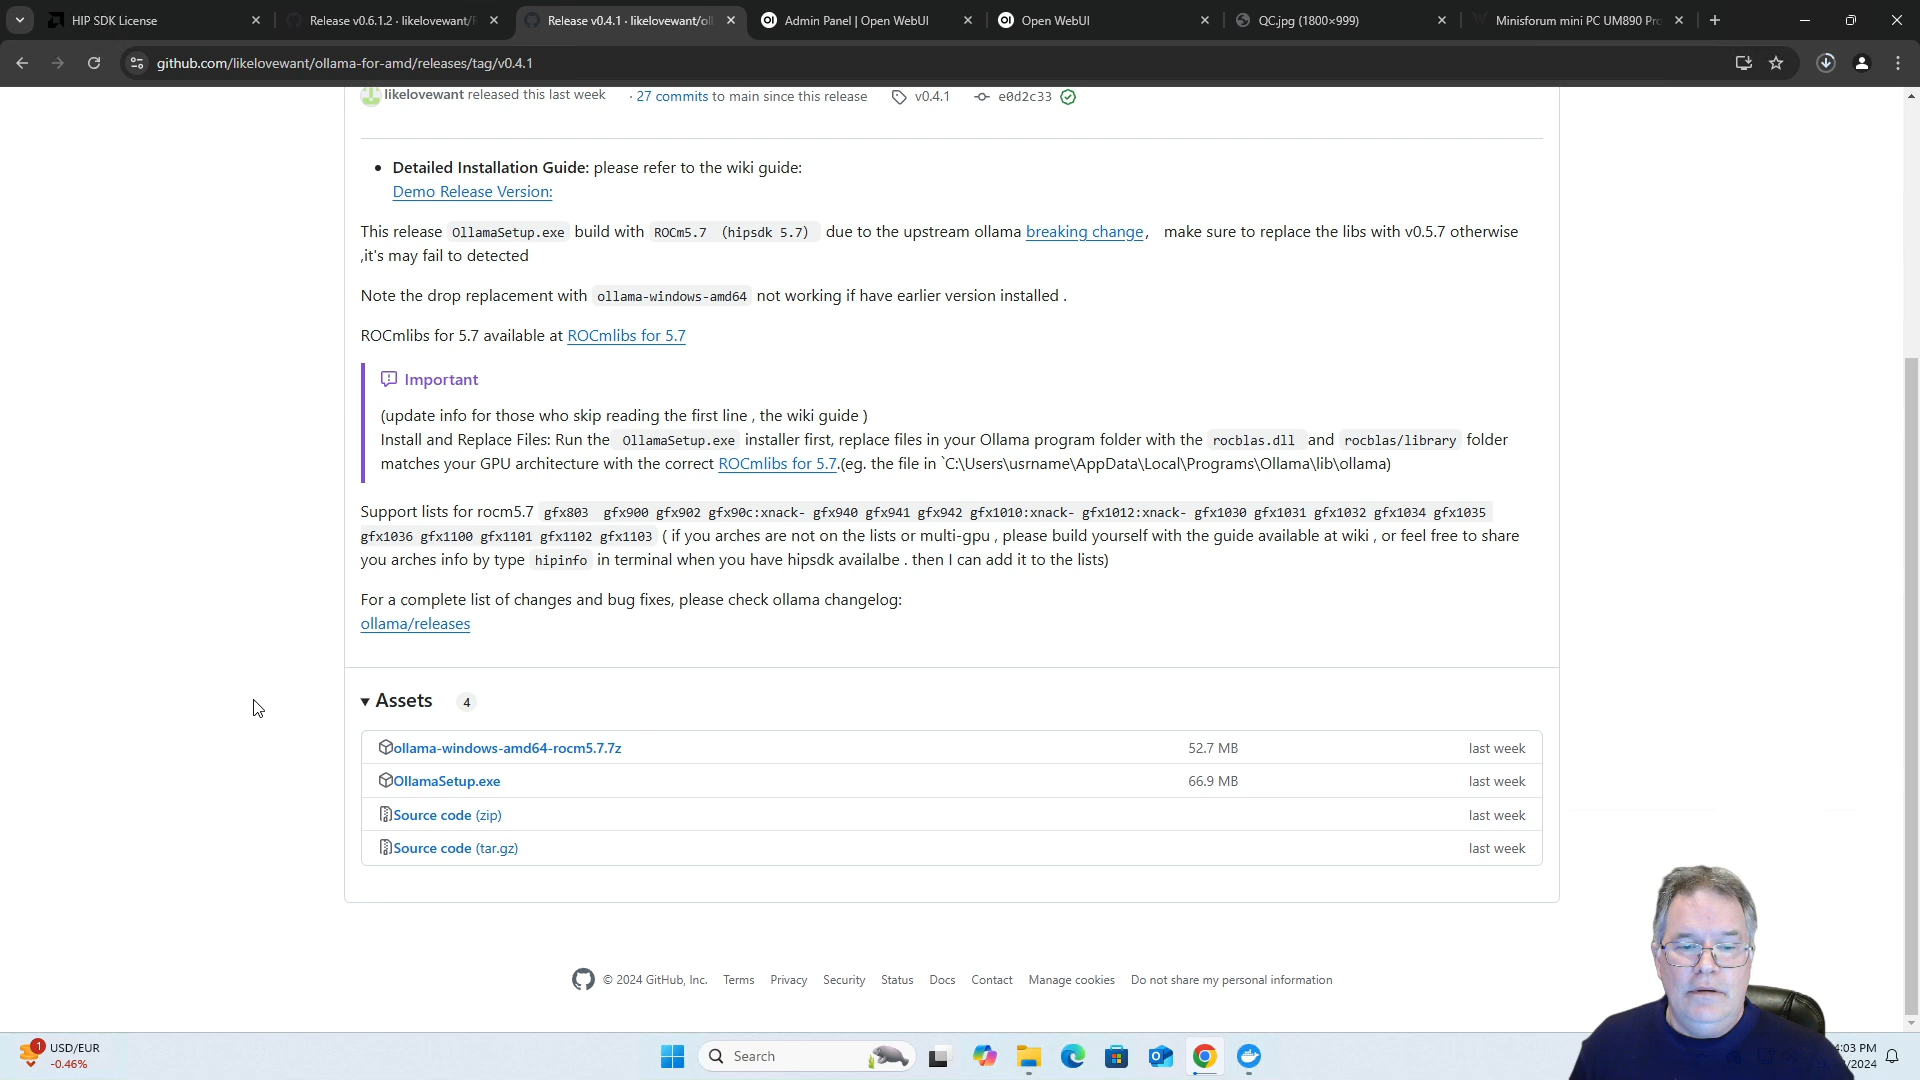 HIP SDK License
Release v0.6.1.2 · likelovewant/
Release v0.4.1 · likelovewant/oll
Admin Panel | Open WebUI
Open WebUI
QC.jpg (1800×999)
Minisforum mini PC UM890 Pro
github.com/likelovewant/ollama-for-amd/releases/tag/v0.4.1
likelovewant released this last week · 27 commits to main since this release v0.4.1 e0d2c33
• Detailed Installation Guide: please refer to the wiki guide:
Demo Release Version:
This release OllamaSetup.exe build with ROCm5.7 (hipsdk 5.7) due to the upstream ollama breaking change, make sure to replace the libs with v0.5.7 otherwise
,it's may fail to detected
Note the drop replacement with ollama-windows-amd64 not working if have earlier version installed .
ROCmlibs for 5.7 available at ROCmlibs for 5.7
Important
(update info for those who skip reading the first line , the wiki guide )
Install and Replace Files: Run the OllamaSetup.exe installer first, replace files in your Ollama program folder with the rocblas.dll and rocblas/library folder
matches your GPU architecture with the correct ROCmlibs for 5.7.(eg. the file in `C:\Users\usrname\AppData\Local\Programs\Ollama\lib\ollama)
Support lists for rocm5.7 gfx803 gfx900 gfx902 gfx90c:xnack- gfx940 gfx941 gfx942 gfx1010:xnack- gfx1012:xnack- gfx1030 gfx1031 gfx1032 gfx1034 gfx1035
gfx1036 gfx1100 gfx1101 gfx1102 gfx1103 ( if you arches are not on the lists or multi-gpu , please build yourself with the guide available at wiki , or feel free to share
you arches info by type hipinfo in terminal when you have hipsdk availalbe . then I can add it to the lists)
For a complete list of changes and bug fixes, please check ollama changelog:
ollama/releases
Assets 4
ollama-windows-amd64-rocm5.7.7z 52.7 MB last week
OllamaSetup.exe 66.9 MB last week
Source code (zip) last week
Source code (tar.gz) last week
© 2024 GitHub, Inc. Terms Privacy Security Status Docs Contact Manage cookies Do not share my personal information
1
USD/EUR
-0.46%
Search
:03 PM
/2024